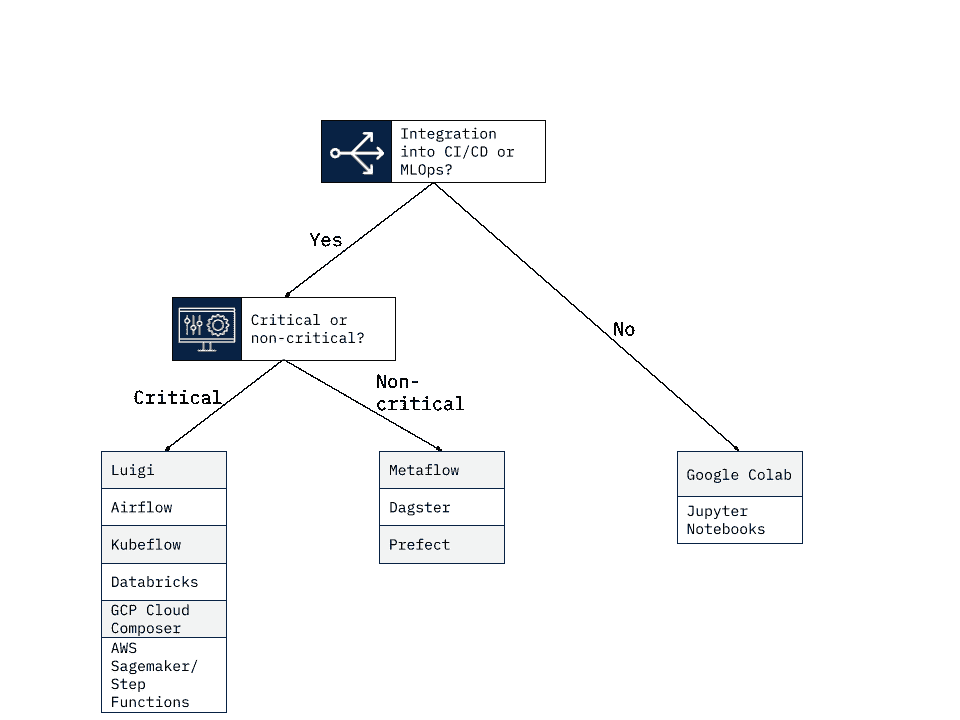 Integration
into CI/CD or
MLOps?
Yes
No
Critical or
non-critical?
Critical
Non-
critical
Luigi
Airflow
Kubeflow
Databricks
GCP Cloud
Composer
AWS
Sagemaker/
Step
Functions
Metaflow
Dagster
Prefect
Google Colab
Jupyter
Notebooks